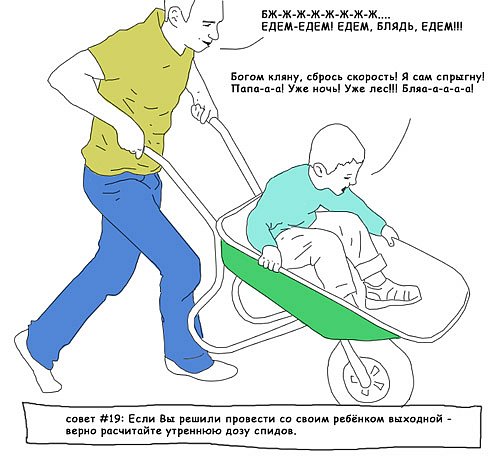 БЖ-Ж-Ж-Ж-Ж-Ж-Ж-Ж....
ЕДЕМ-ЕДЕМ! ЕДЕМ, БЛЯДЬ, ЕДЕМ!!!
Богом кляну, сбрось скорость! Я сам спрыгну!
Папа-а-а! Уже ночь! Уже лес!!! Бляа-а-а-а-а!
совет #19: Если Вы решили провести со своим ребёнком выходной -
верно расчитайте утреннюю дозу спидов.